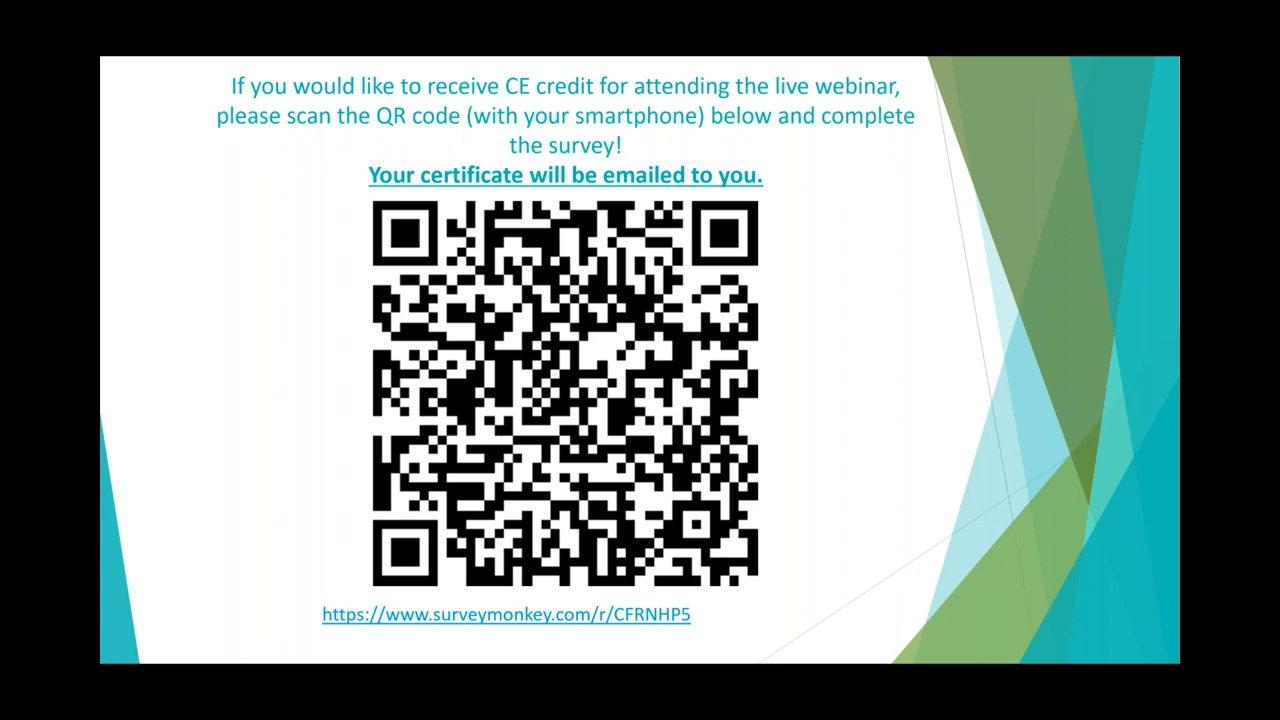 If you would like to receive CE credit for attending the live webinar,
please scan the QR code (with your smartphone) below and complete
the survey!
Your certificate will be emailed to you.
https://www.surveymonkey.com/r/CFRNHP5